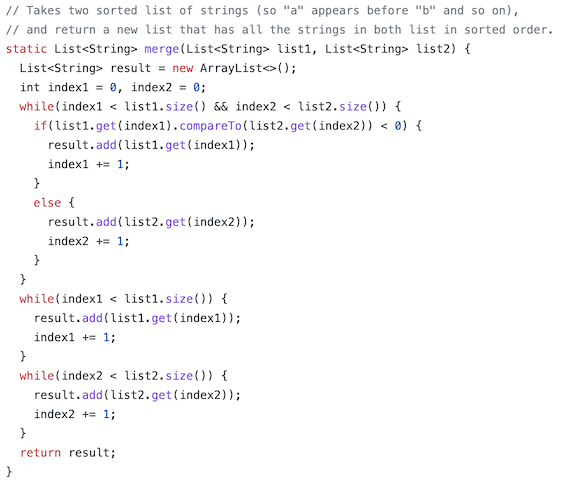 // Takes two sorted list of strings (so "a" appears before "b" and so on),
// and return a new list that has all the strings in both list in sorted order.
static List<String> merge(List<String> list1, List<String> list2) {
  List<String> result = new ArrayList<>();
  int index1 = 0, index2 = 0;
  while(index1 < list1.size() && index2 < list2.size()) {
    if(list1.get(index1).compareTo(list2.get(index2)) < 0) {
      result.add(list1.get(index1));
      index1 += 1;
    }
    else {
      result.add(list2.get(index2));
      index2 += 1;
    }
  }
  while(index1 < list1.size()) {
    result.add(list1.get(index1));
    index1 += 1;
  }
  while(index2 < list2.size()) {
    result.add(list2.get(index2));
    index2 += 1;
  }
  return result;
}